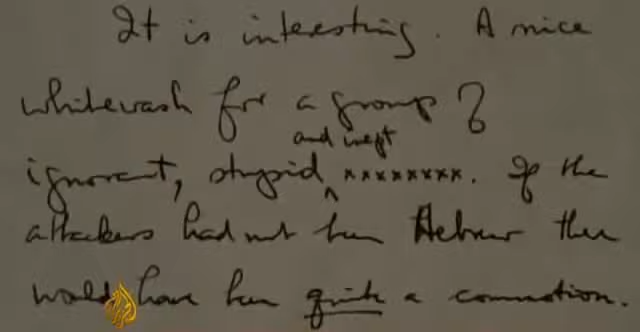 It is interesting. A nice
whitewash for a group of
and inept
ignorant, stupid ^ xxxxxxxx. If the
attackers had not been Hebrew there
would have been quite a commotion.